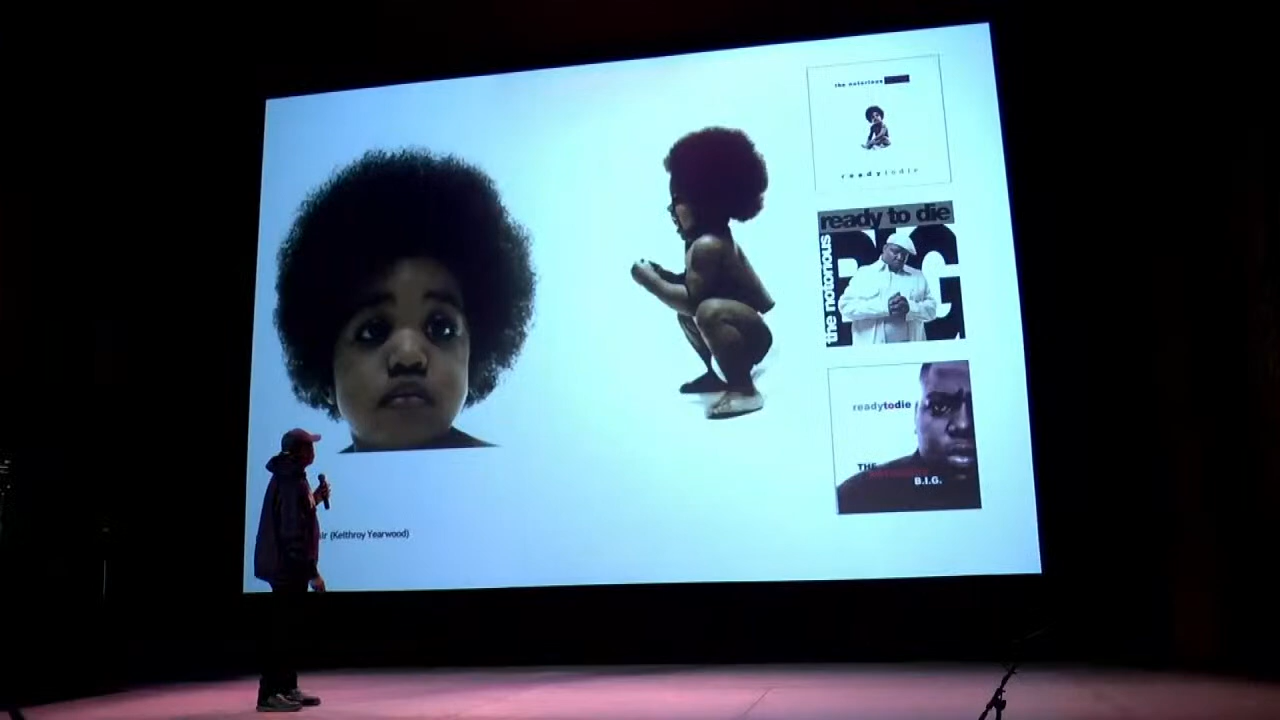 (Keithroy Yearwood)
the notorious
readytodie
ready to die
the notorious
BIG
readytodie
THE
B.I.G.